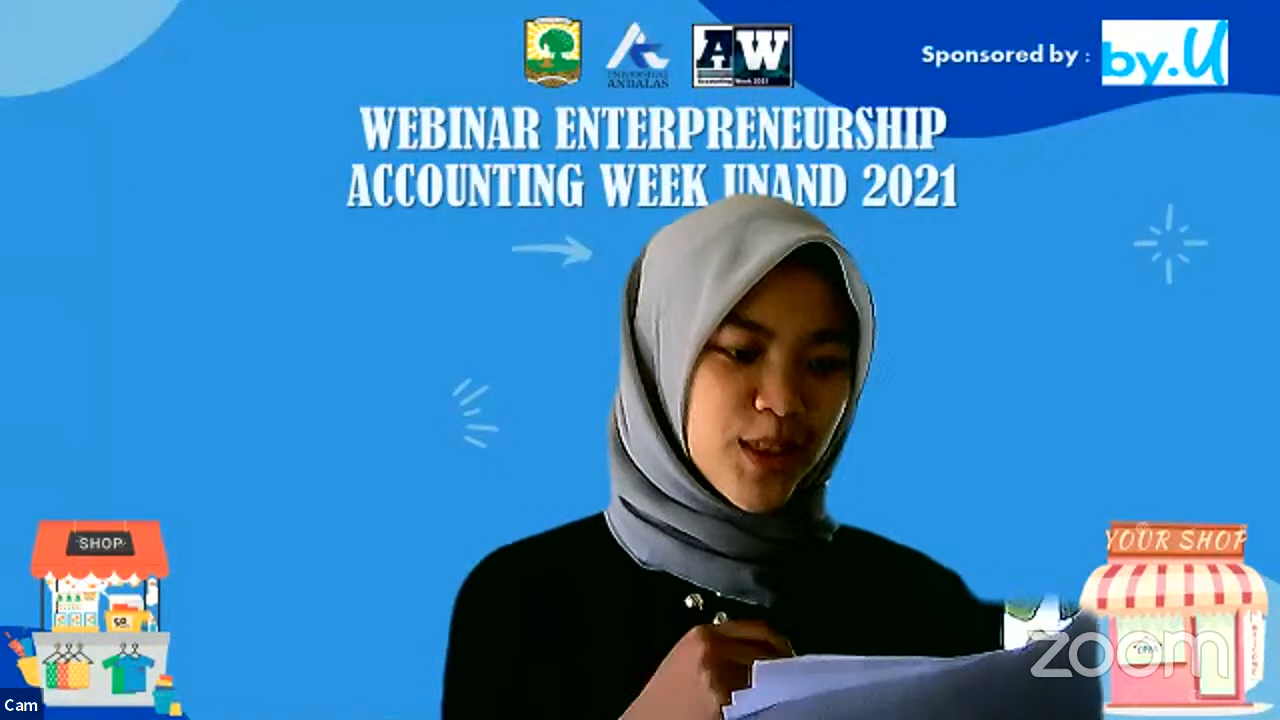 UNIVERSITAS
ANDALAS
AW
Sponsored by :
by.U
WEBINAR ENTERPRENEURSHIP
ACCOUNTING WEEK UNAND 2021
SHOP
YOUR SHOP
zoom
Cam